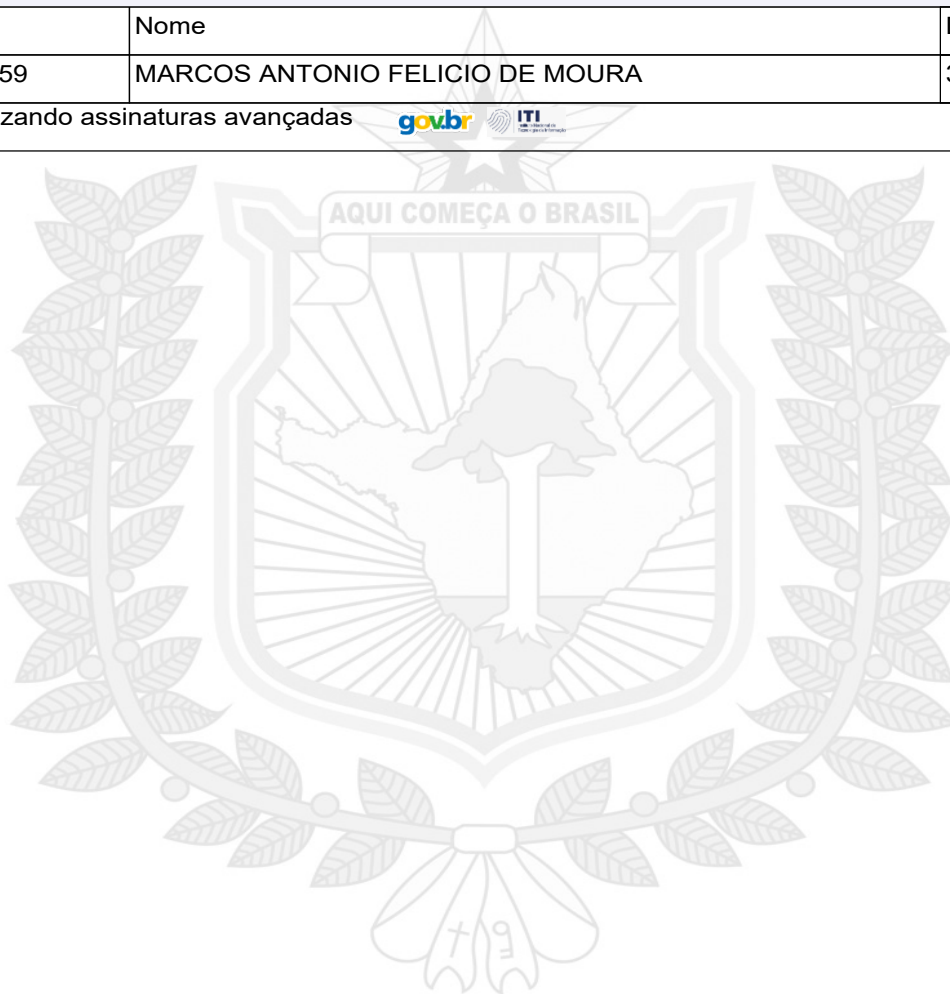 Nome
59 MARCOS ANTONIO FELICIO DE MOURA
zando assinaturas avançadas gov.br ITI
AQUI COMEÇA O BRASIL